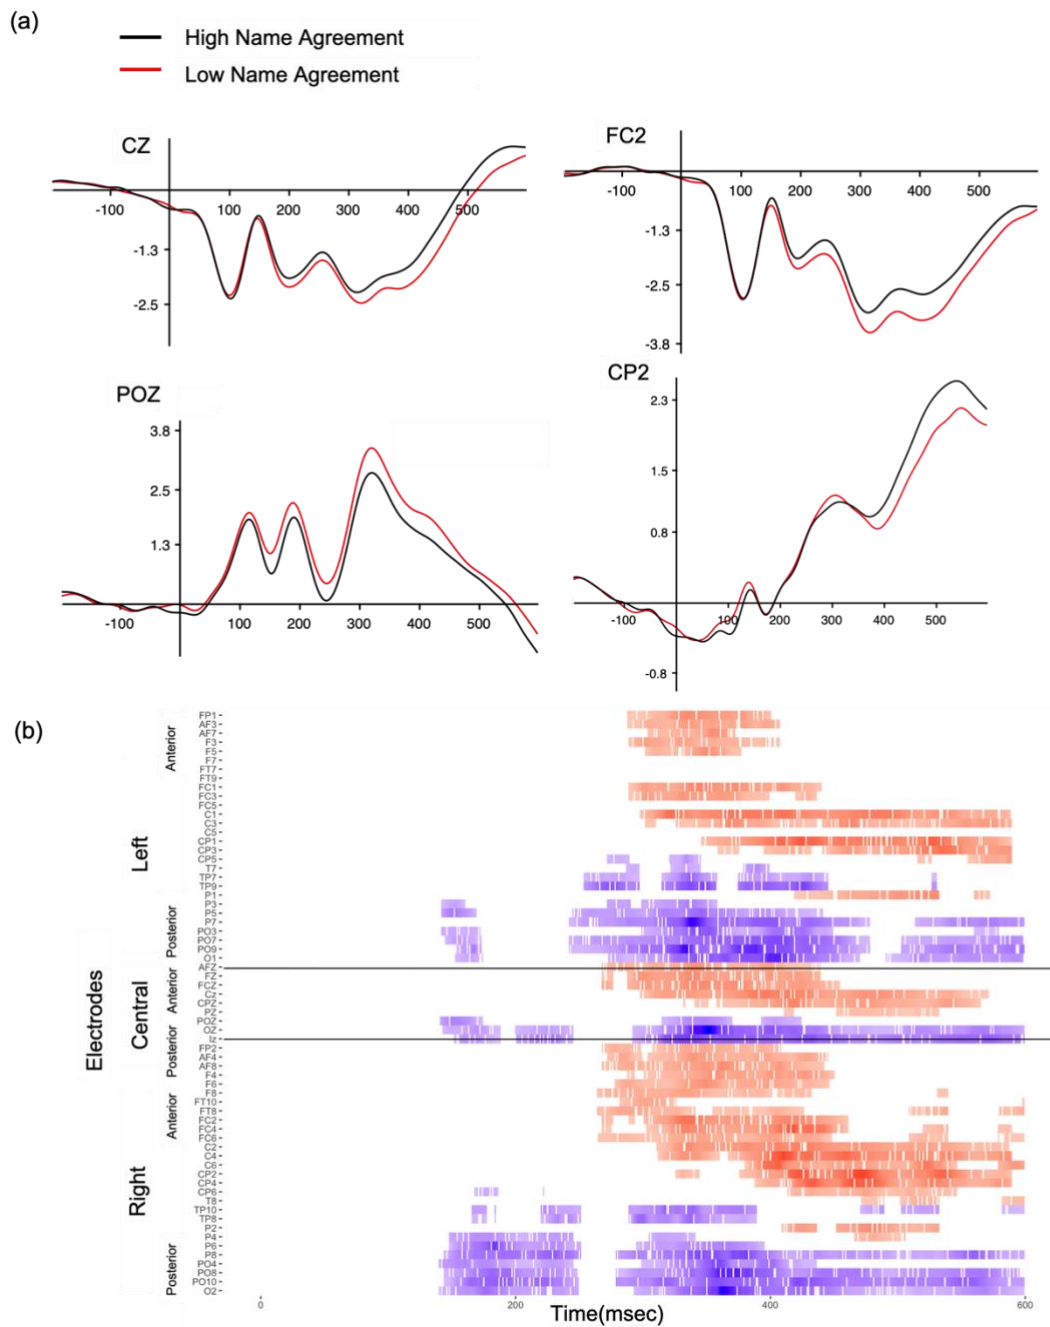 (a)
High Name Agreement
Low Name Agreement
CZ
-100 100 200 300 400 500
-1.3
-2.5
FC2
-100 100 200 300 400 500
-1.3
-2.5
-3.8
POZ
3.8
2.5
1.3
-100 100 200 300 400 500
CP2
2.3
1.5
0.8
-100 100 200 300 400 500
-0.8
(b)
Electrodes
Left
Central
Right
Anterior
Posterior
Anterior
Posterior
Anterior
Posterior
FP1
AF3
AF7
F3
F5
F7
FT7
FT9
FC1
FC3
FC5
C1
C3
C5
CP1
CP3
CP5
T7
TP7
TP9
P1
P3
P5
P7
PO3
PO7
PO9
O1
AFZ
FZ
FCZ
Cz
CPZ
PZ
POZ
OZ
Iz
FP2
AF4
AF8
F4
F6
F8
FT10
FT8
FC2
FC4
FC6
C2
C4
C6
CP2
CP4
CP6
T8
TP10
TP8
P2
P4
P6
P8
PO4
PO8
PO10
O2
0 200 400 600
Time(msec)